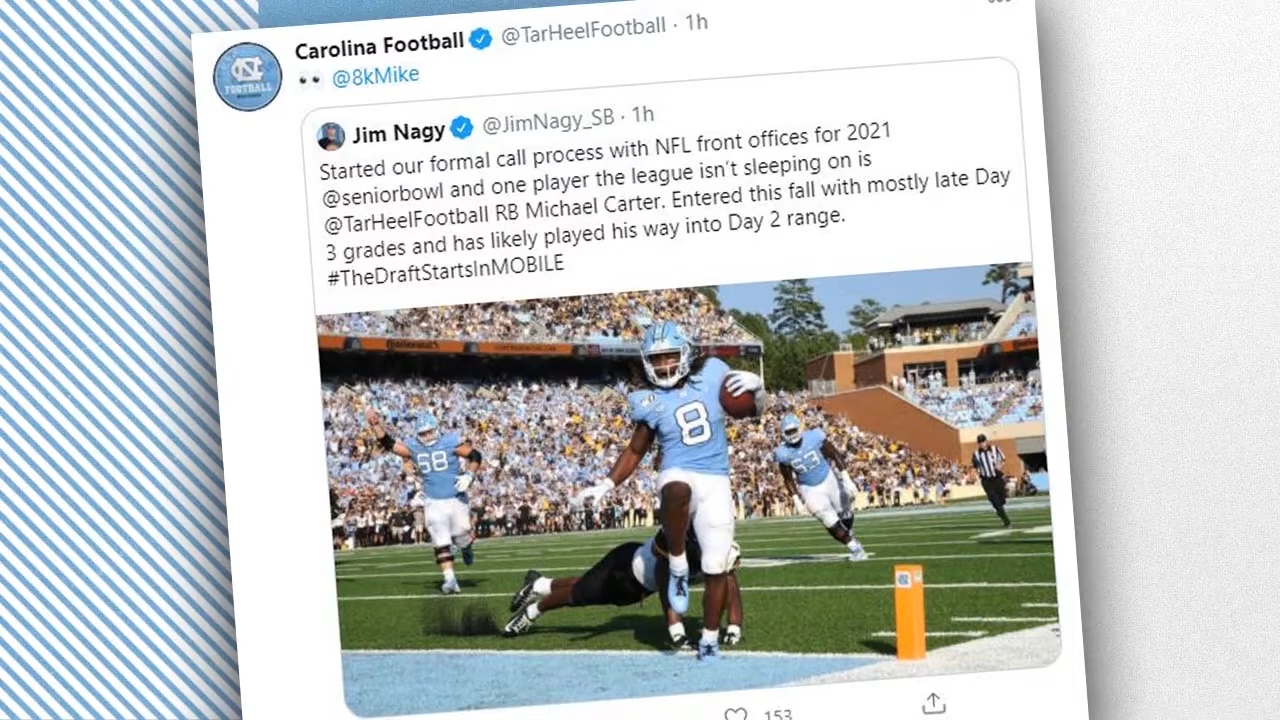 Carolina Football @TarHeelFootball · 1h
@8kMike
NC
FOOTBALL
Jim Nagy @JimNagy_SB · 1h
Started our formal call process with NFL front offices for 2021
@seniorbowl and one player the league isn't sleeping on is
@TarHeelFootball RB Michael Carter. Entered this fall with mostly late Day
3 grades and has likely played his way into Day 2 range.
#TheDraftStartsInMOBILE
8
58
53
153